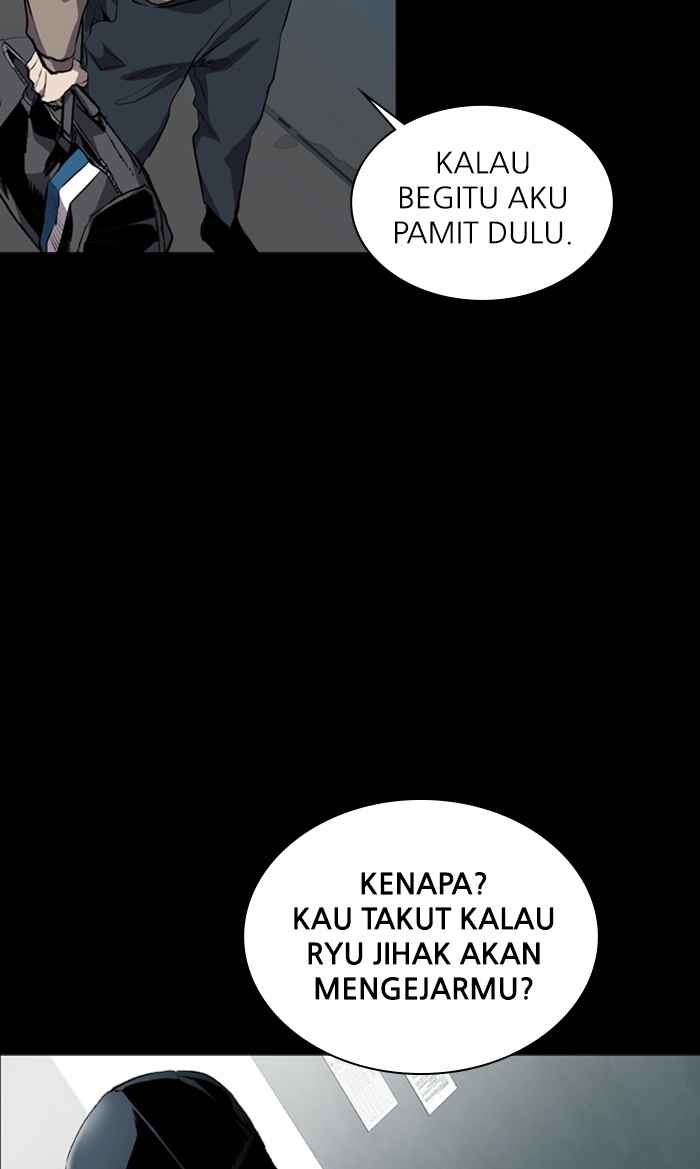 KALAU
BEGITU AKU
PAMIT DULU.
KENAPA?
KAU TAKUT KALAU
RYU JIHAK AKAN
MENGEJARMU?